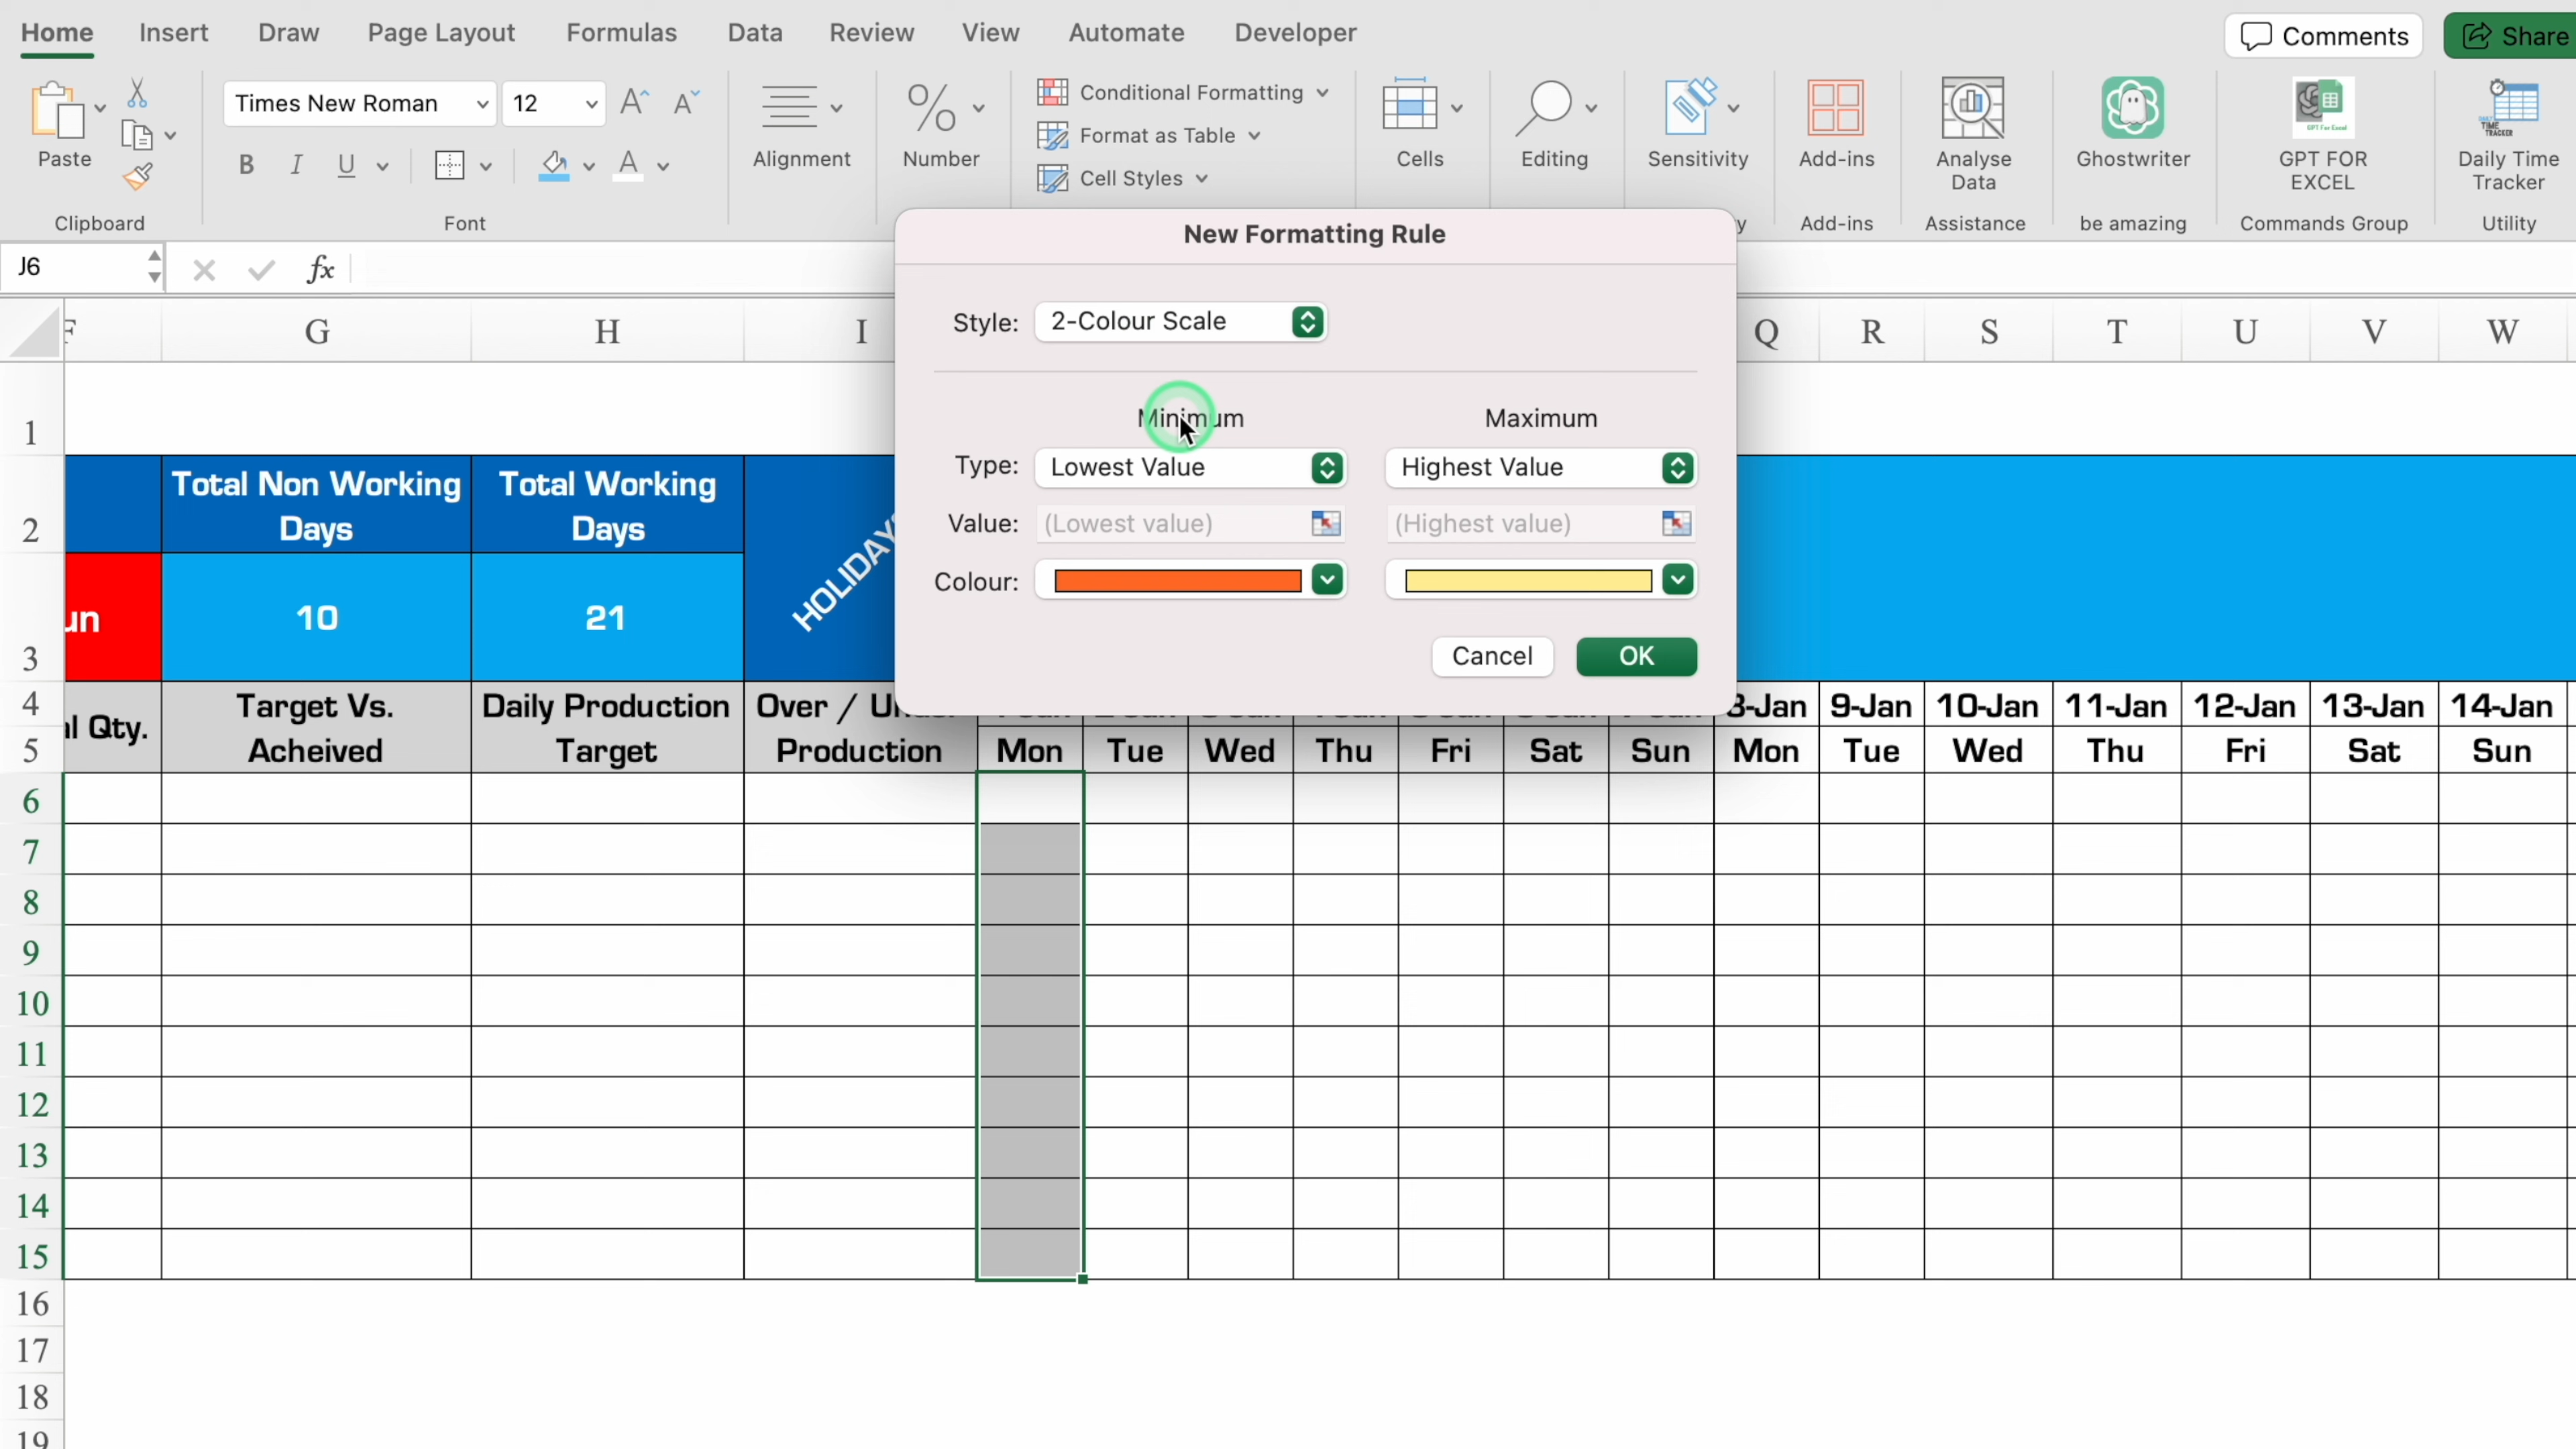 Home Insert Draw Page Layout Formulas Data Review View Automate Developer Comments Share
Times New Roman 12 Conditional Formatting
Format as Table
Paste Alignment Number Cells Editing Sensitivity Add-ins Analyse Data Ghostwriter GPT FOR EXCEL Daily Time Tracker
B I U A Cell Styles
Clipboard Font Add-ins Assistance be amazing Commands Group Utility
New Formatting Rule
J6 fx
Style: 2-Colour Scale
G H I Q R S T U V W
Minimum Maximum
Type: Lowest Value Highest Value
Value: (Lowest value) (Highest value)
Colour:
Cancel OK
1
2 Total Non Working Days Total Working Days
3 un 10 21
HOLIDAYS
4 l Qty. Target Vs. Daily Production Over / 8-Jan 9-Jan 10-Jan 11-Jan 12-Jan 13-Jan 14-Jan
5 Acheived Target Production Mon Tue Wed Thu Fri Sat Sun Mon Tue Wed Thu Fri Sat Sun
6
7
8
9
10
11
12
13
14
15
16
17
18
19